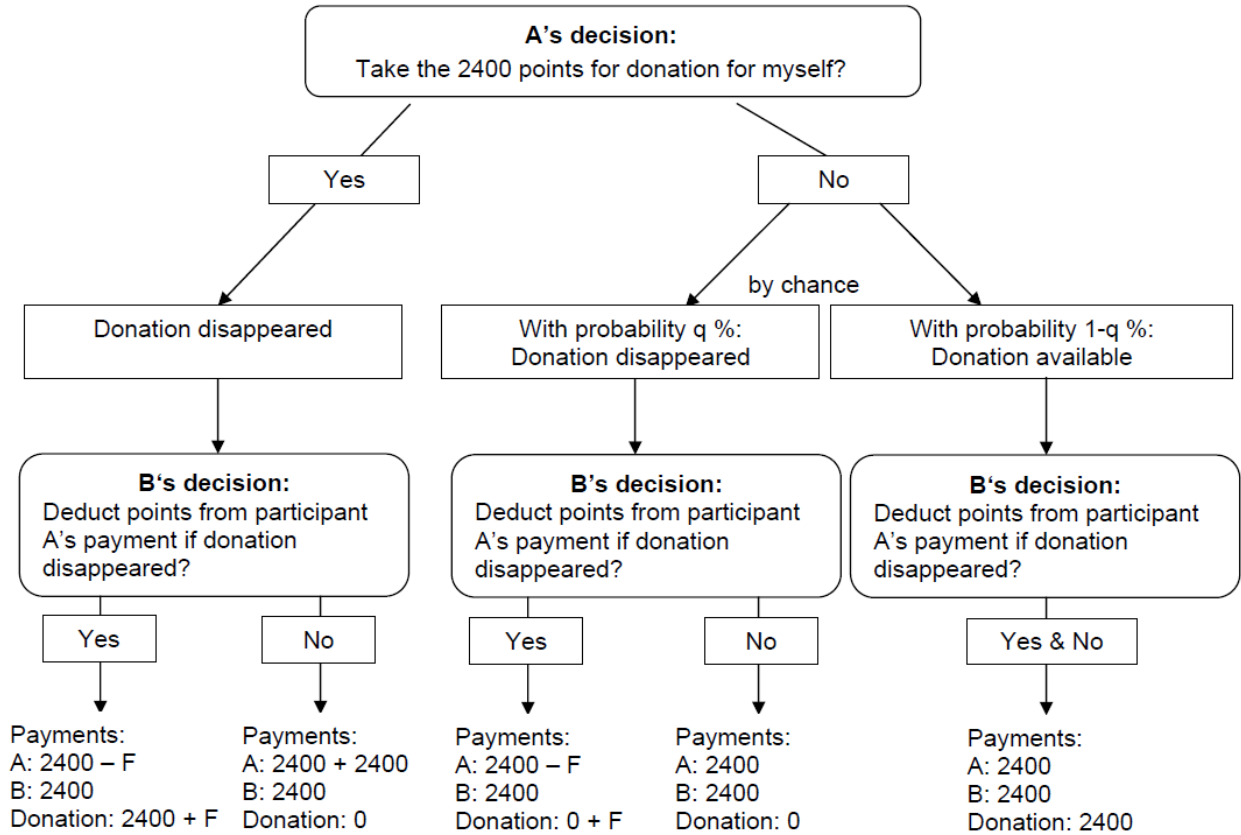 A's decision:
Take the 2400 points for donation for myself?
Yes
No
by chance
Donation disappeared
With probability q %:
Donation disappeared
With probability 1-q %:
Donation available
B‘s decision:
Deduct points from participant
A's payment if donation
disappeared?
B's decision:
Deduct points from participant
A's payment if donation
disappeared?
B‘s decision:
Deduct points from participant
A's payment if donation
disappeared?
Yes
No
Yes
No
Yes & No
Payments:
A: 2400 – F
B: 2400
Donation: 2400 + F
Payments:
A: 2400 + 2400
B: 2400
Donation: 0
Payments:
A: 2400 – F
B: 2400
Donation: 0 + F
Payments:
A: 2400
B: 2400
Donation: 0
Payments:
A: 2400
B: 2400
Donation: 2400